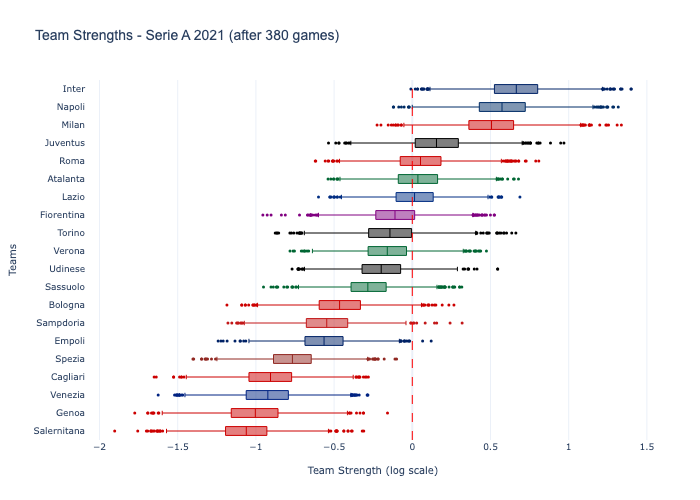 Team Strengths - Serie A 2021 (after 380 games)
Inter
Napoli
Milan
Juventus
Roma
Atalanta
Lazio
Fiorentina
Torino
Verona
Udinese
Sassuolo
Bologna
Sampdoria
Empoli
Spezia
Cagliari
Venezia
Genoa
Salernitana
Teams
−2 −1.5 −1 −0.5 0 0.5 1 1.5
Team Strength (log scale)